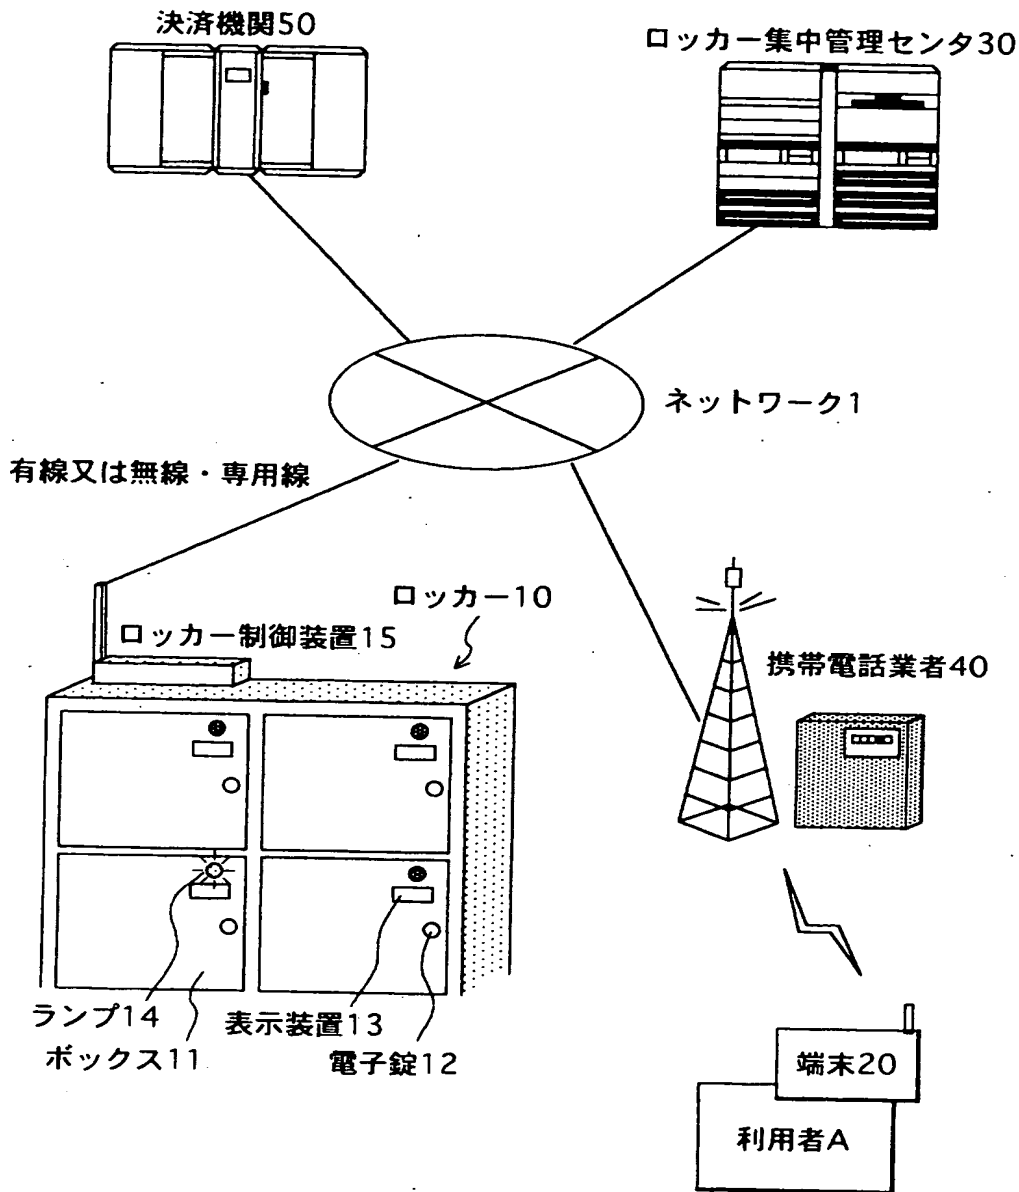 決済機関50
ロッカー集中管理センタ30
ネットワーク1
有線又は無線・専用線
ロッカー10
ロッカー制御装置15
携帯電話業者40
ランプ14
表示装置13
ボックス11
電子錠12
端末20
利用者A